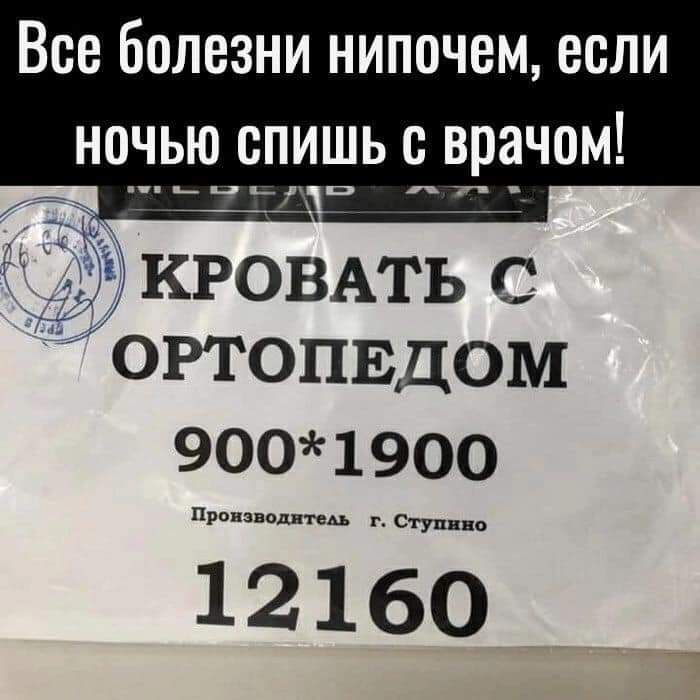 Все болезни нипочем, если
ночью спишь с врачом!
КРОВАТЬ С
ОРТОПЕДОМ
900*1900
Производитель г. Ступино
12160